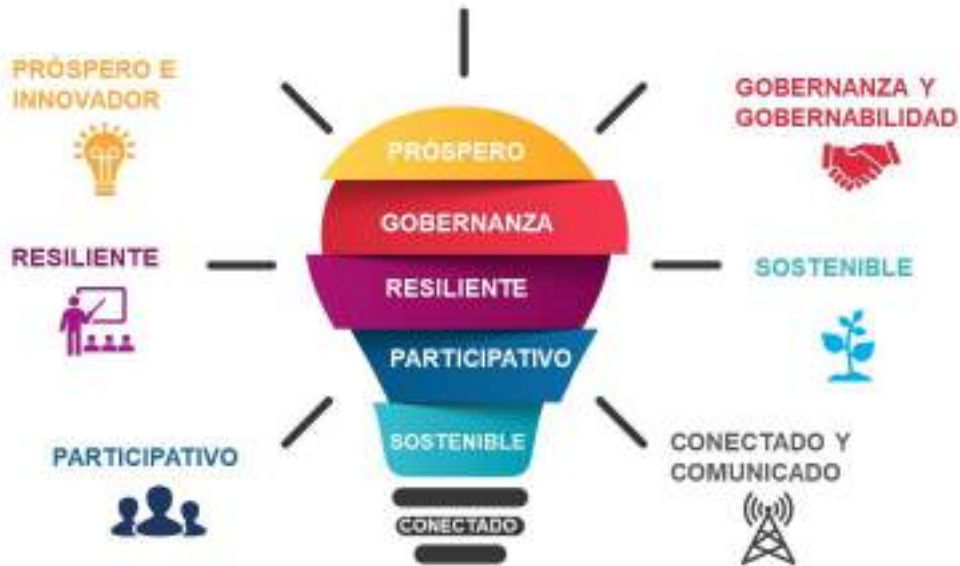 PRÓSPERO E
INNOVADOR
GOBERNANZA Y
GOBERNABILIDAD
PRÓSPERO
GOBERNANZA
RESILIENTE
RESILIENTE
SOSTENIBLE
PARTICIPATIVO
SOSTENIBLE
PARTICIPATIVO
CONECTADO Y
COMUNICADO
CONECTADO